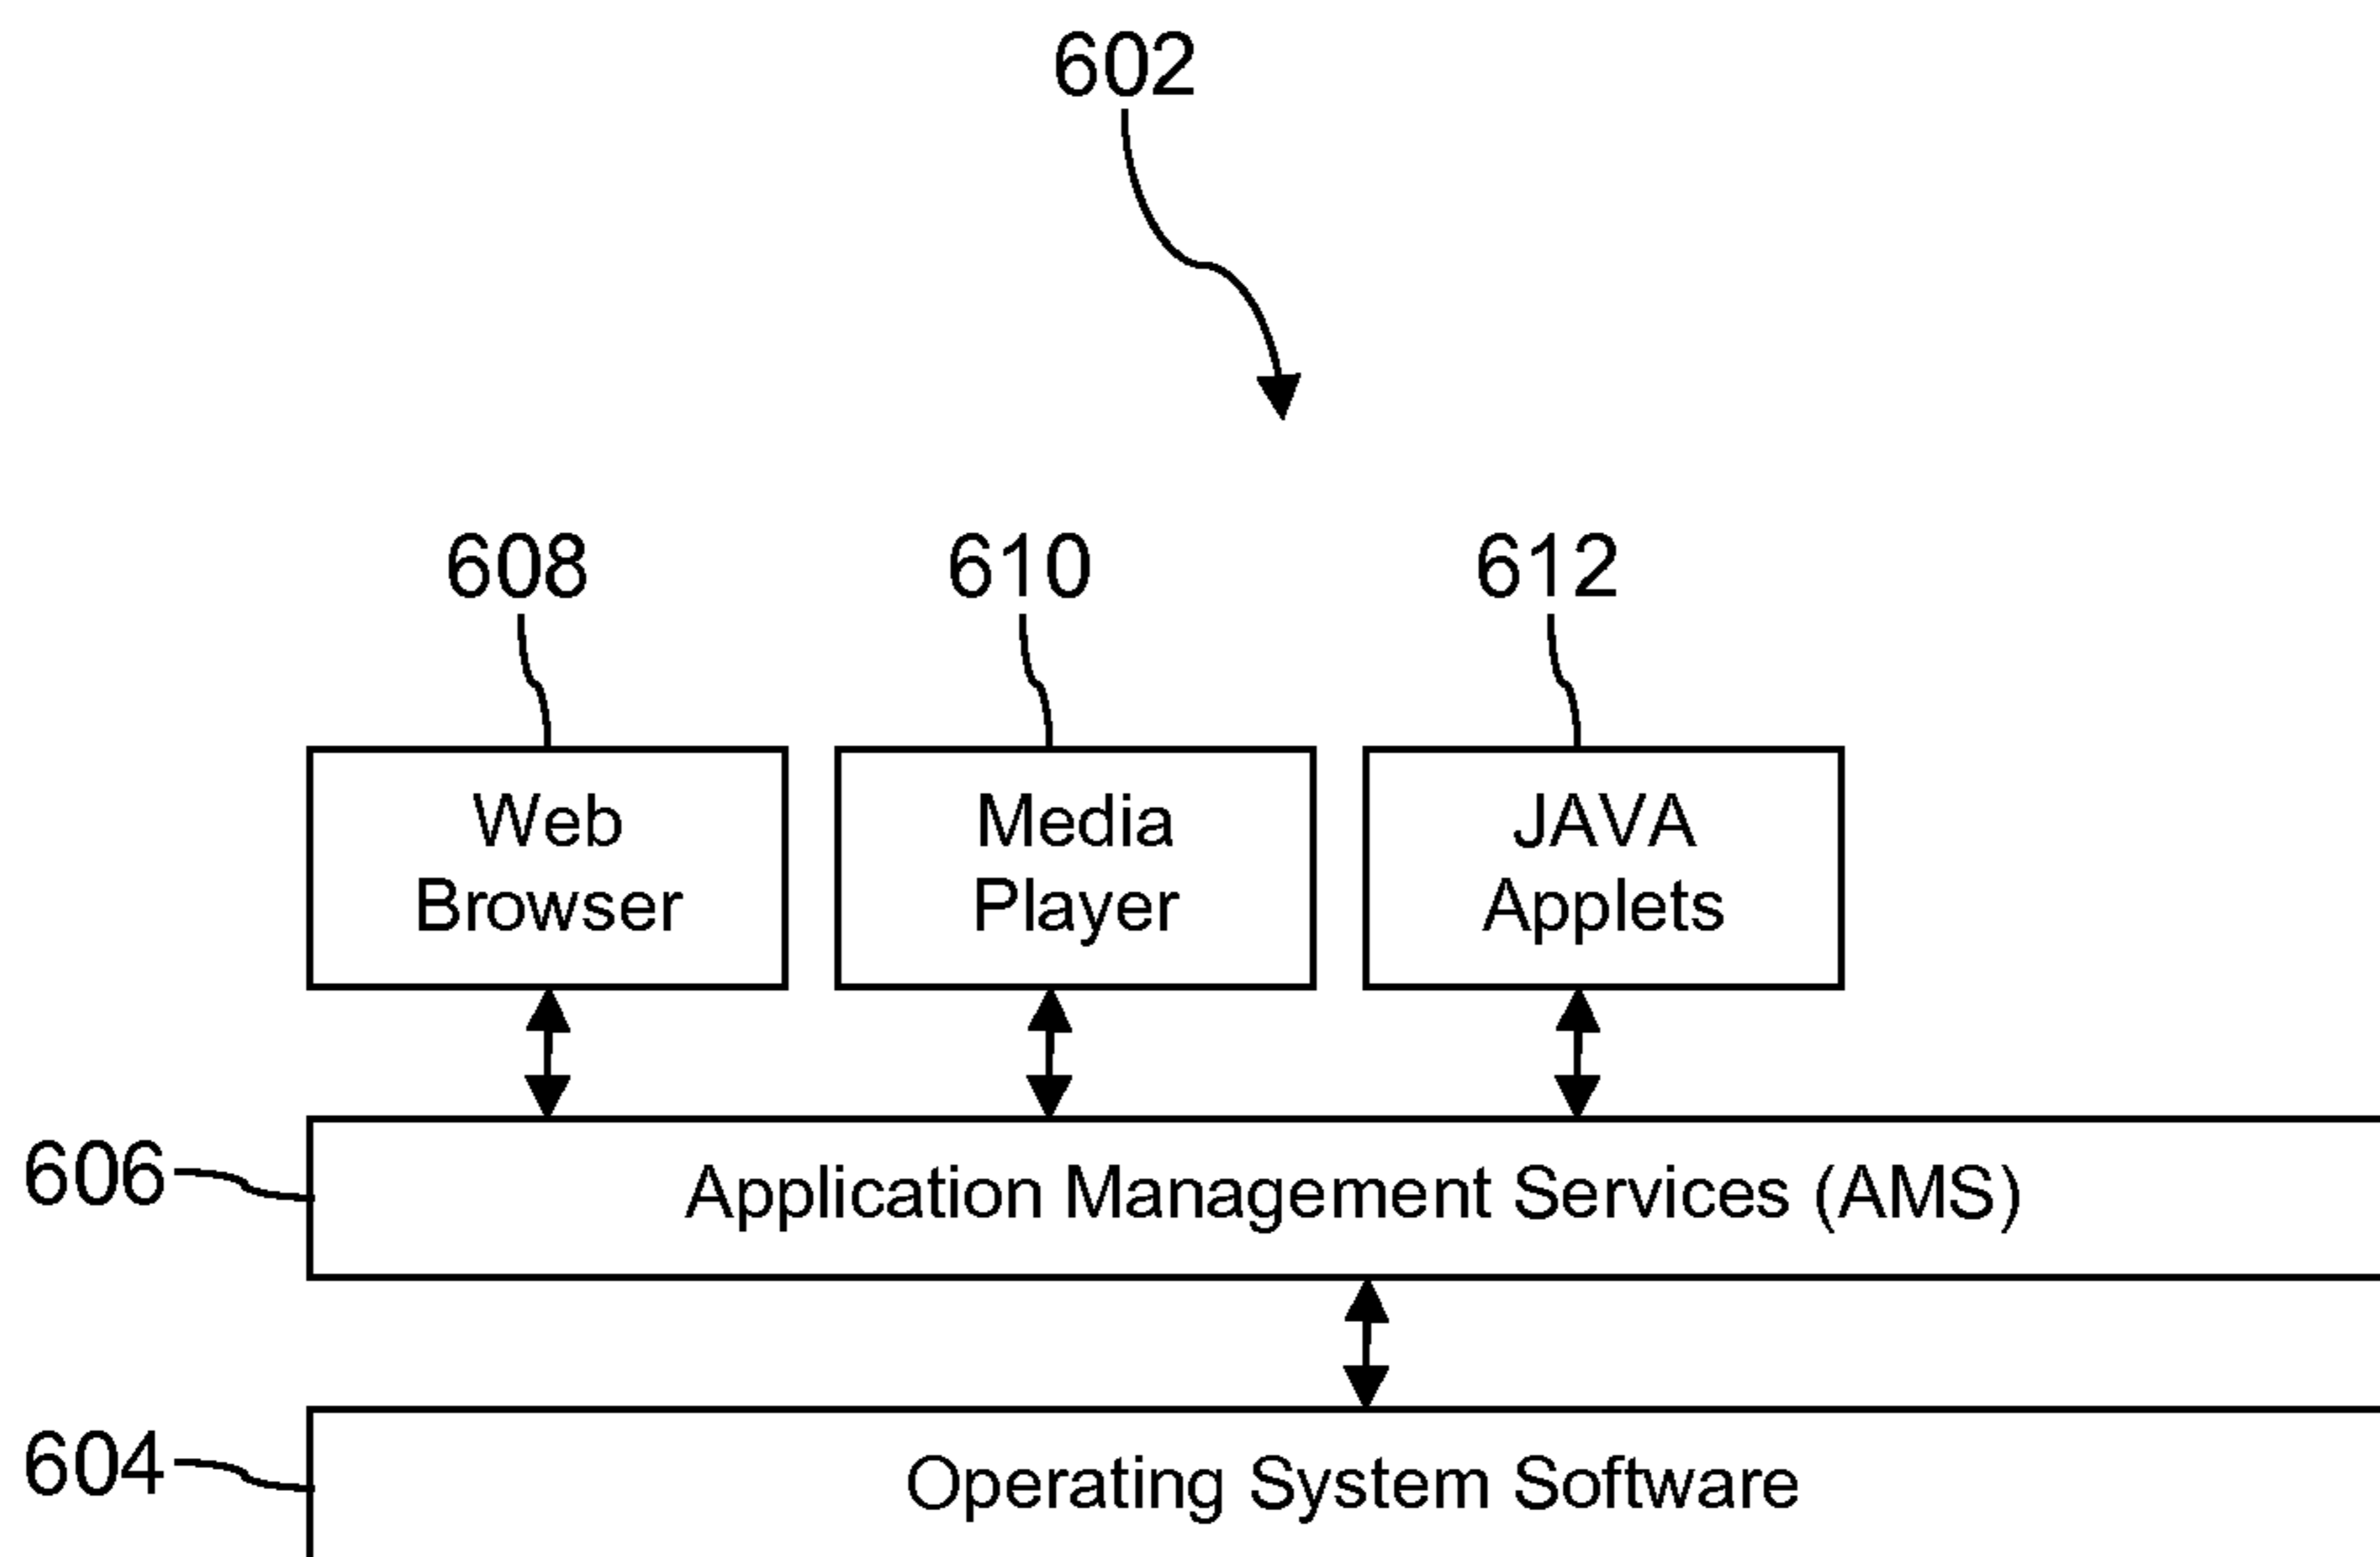 602
608
610
612
Web
Browser
Media
Player
JAVA
Applets
606
Application Management Services (AMS)
604
Operating System Software